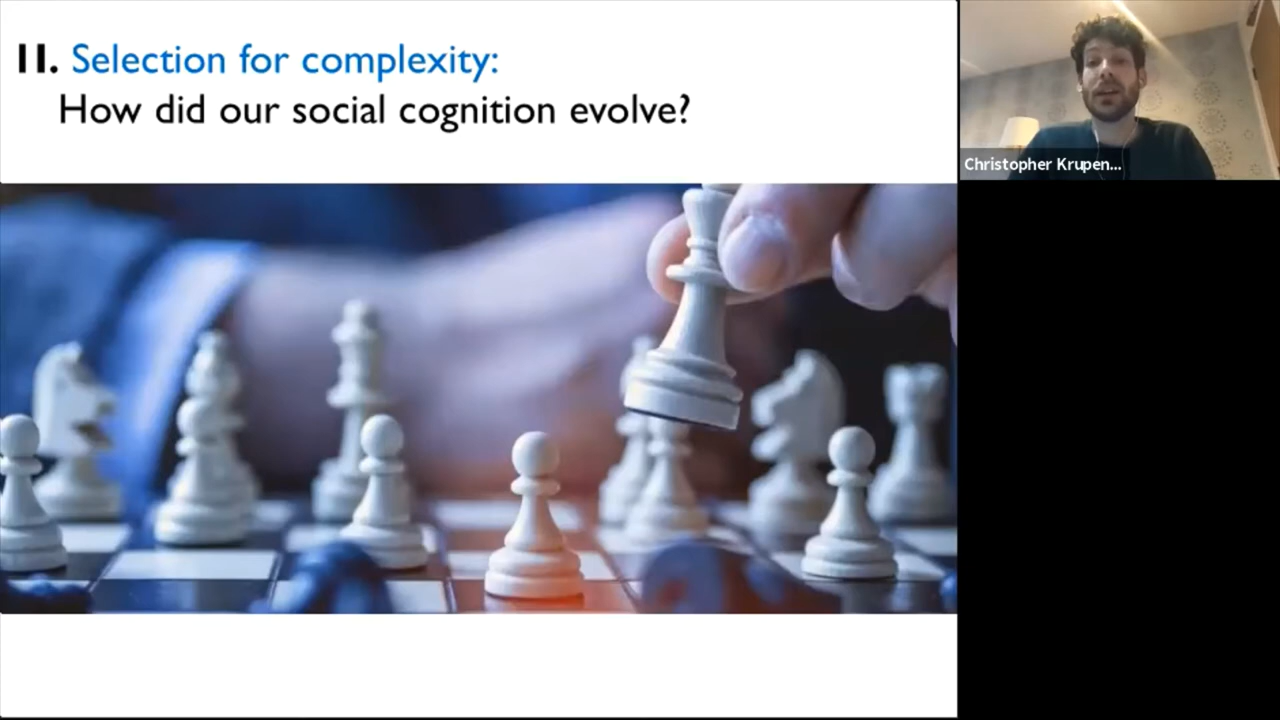 II. Selection for complexity:
How did our social cognition evolve?
Christopher Krupen...